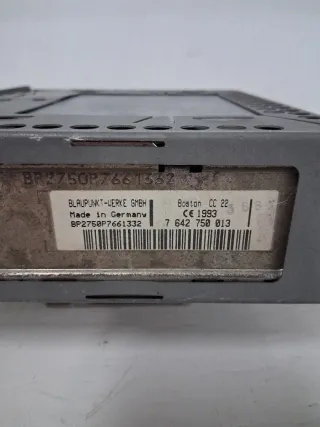 BP2750P7661332
BLAUPUNKT-WERKE GMBH Boston CC 22
Made in Germany CE 1993
BP2750P7661332 7 642 750 013